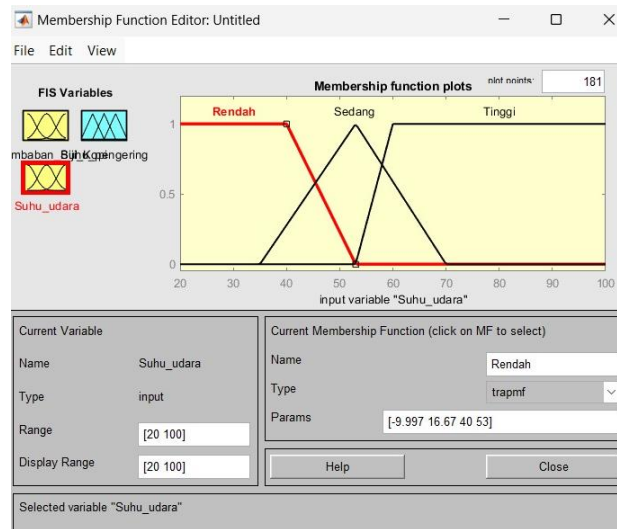 Membership Function Editor: Untitled
File Edit View
FIS Variables
Membership function plots
plot points:
181
Rendah
Sedang
Tinggi
mbaban
pengering
Suhu_udara
1
0.5
0
20 30 40 50 60 70 80 90 100
input variable "Suhu_udara"
Current Variable
Name Suhu_udara
Type input
Range [20 100]
Display Range [20 100]
Current Membership Function (click on MF to select)
Name Rendah
Type trapmf
Params [-9.997 16.67 40 53]
Help Close
Selected variable "Suhu_udara"